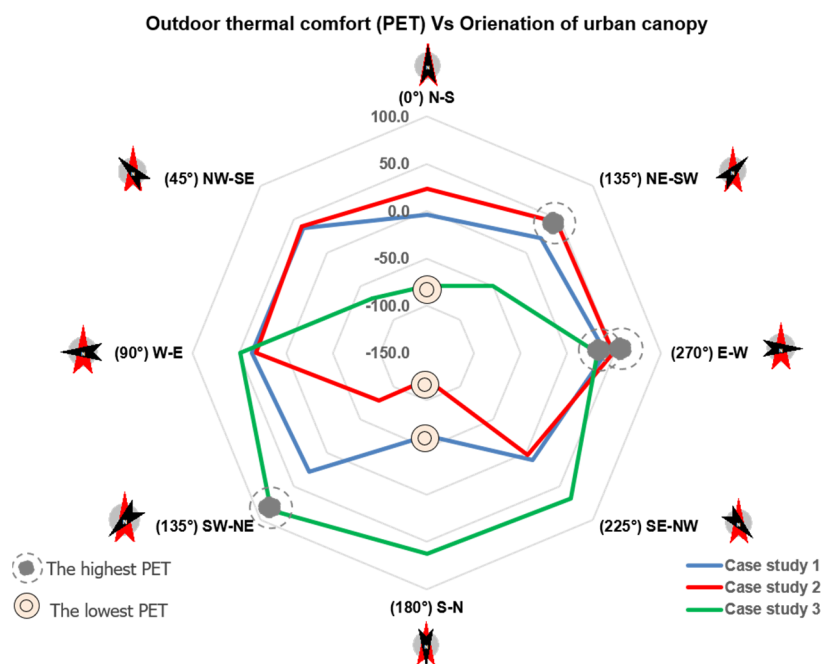 Outdoor thermal comfort (PET) Vs Orienation of urban canopy
(0°) N-S
100.0
(45°) NW-SE
50.0
(135°) NE-SW
0.0
-50.0
-100.0
(90°) W-E
-150.0
(270°) E-W
(135°) SW-NE
(225°) SE-NW
The highest PET
The lowest PET
(180°) S-N
Case study 1
Case study 2
Case study 3